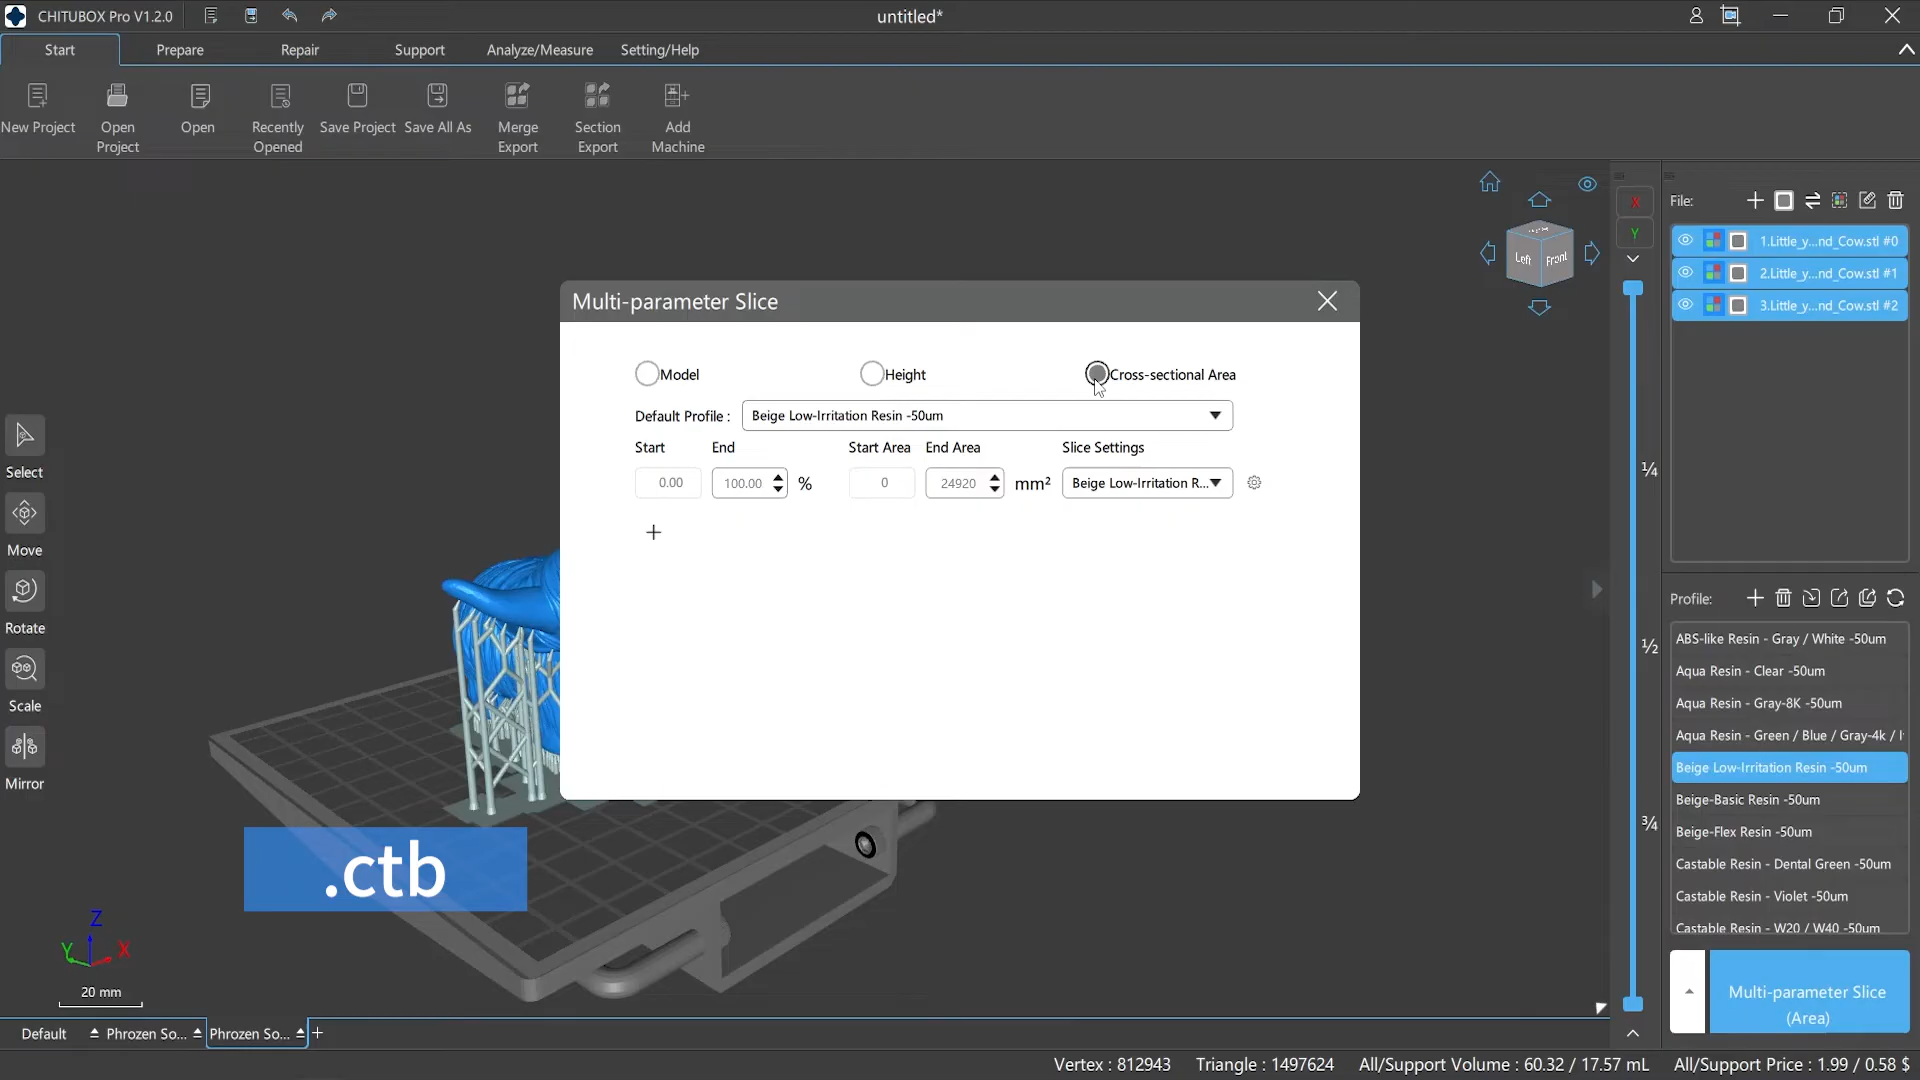 CHITUBOX Pro V1.2.0
untitled*
Start
Prepare
Repair
Support
Analyze/Measure
Setting/Help
New Project
Open
Project
Open
Recently
Opened
Save Project
Save All As
Merge
Export
Section
Export
Add
Machine
Left
Front
X
Y
File:
1.Little_y...nd_Cow.stl #0
2.Little_y...nd_Cow.stl #1
3.Little_y...nd_Cow.stl #2
Multi-parameter Slice
Model
Height
Cross-sectional Area
Default Profile :
Beige Low-Irritation Resin -50um
Start
End
Start Area
End Area
Slice Settings
0.00
100.00
%
0
24920
mm²
Beige Low-Irritation R...
Select
Move
Rotate
Scale
Mirror
¼
½
¾
Profile:
ABS-like Resin - Gray / White -50um
Aqua Resin - Clear -50um
Aqua Resin - Gray-8K -50um
Aqua Resin - Green / Blue / Gray-4k /
Beige Low-Irritation Resin -50um
Beige-Basic Resin -50um
Beige-Flex Resin -50um
Castable Resin - Dental Green -50um
Castable Resin - Violet -50um
Castable Resin - W20 / W40 -50um
.ctb
Z
Y
X
20 mm
Multi-parameter Slice
(Area)
Default
Phrozen So...
Phrozen So...
Vertex : 812943
Triangle : 1497624
All/Support Volume : 60.32 / 17.57 mL
All/Support Price : 1.99 / 0.58 $